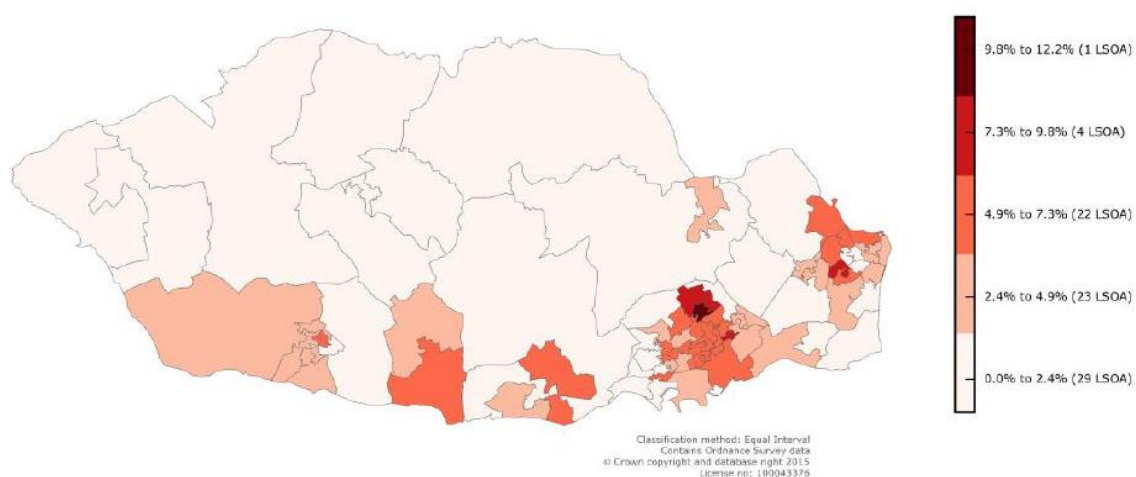 9.8% to 12.2% (1 LSOA)
7.3% to 9.8% (4 LSOA)
4.9% to 7.3% (22 LSOA)
2.4% to 4.9% (23 LSOA)
0.0% to 2.4% (29 LSOA)
Classification method: Equal Interval
Contains Ordnance Survey data
© Crown copyright and database right 2015
License no: 100043376